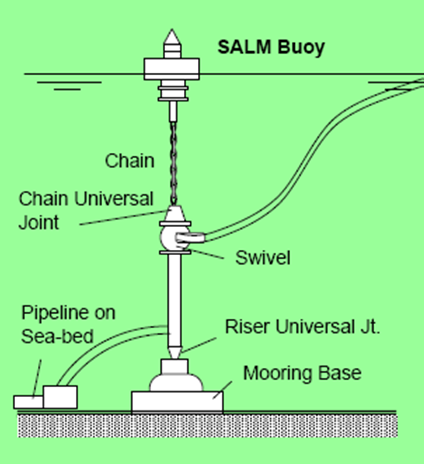 SALM Buoy
Chain
Chain Universal
Joint
Swivel
Pipeline on
Sea-bed
Riser Universal Jt.
Mooring Base